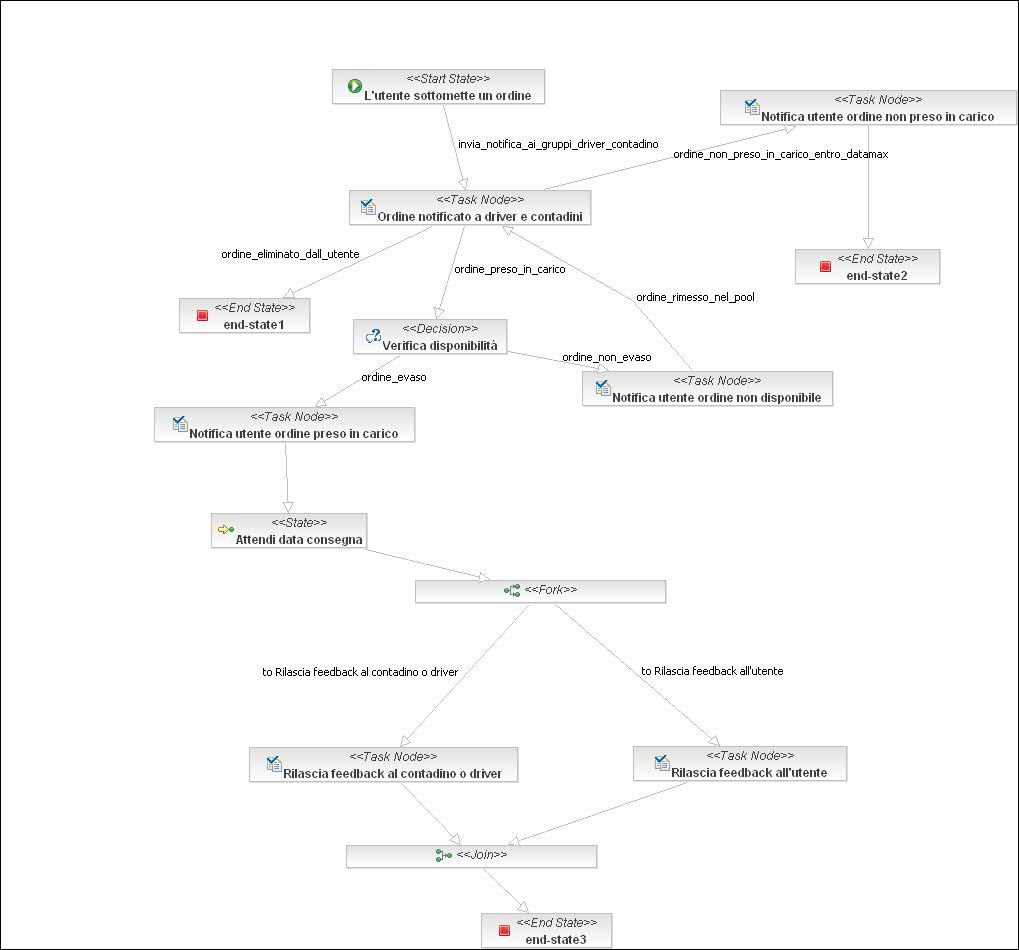 <<Start State>>
L'utente sottomette un ordine
<<Task Node>>
Notifica utente ordine non preso in carico
invia_notifica_ai_gruppi_driver_contadino
ordine_non_preso_in_carico_entro_datamax
<<Task Node>>
Ordine notificato a driver e contadini
ordine_eliminato_dall_utente
ordine_preso_in_carico
<<End State>>
end-state2
ordine_rimesso_nel_pool
<<End State>>
end-state1
<<Decision>>
Verifica disponibilità
ordine_non_evaso
ordine_evaso
<<Task Node>>
Notifica utente ordine non disponibile
<<Task Node>>
Notifica utente ordine preso in carico
<<State>>
Attendi data consegna
<<Fork>>
to Rilascia feedback al contadino o driver
to Rilascia feedback all'utente
<<Task Node>>
Rilascia feedback al contadino o driver
<<Task Node>>
Rilascia feedback all'utente
<<Join>>
<<End State>>
end-state3